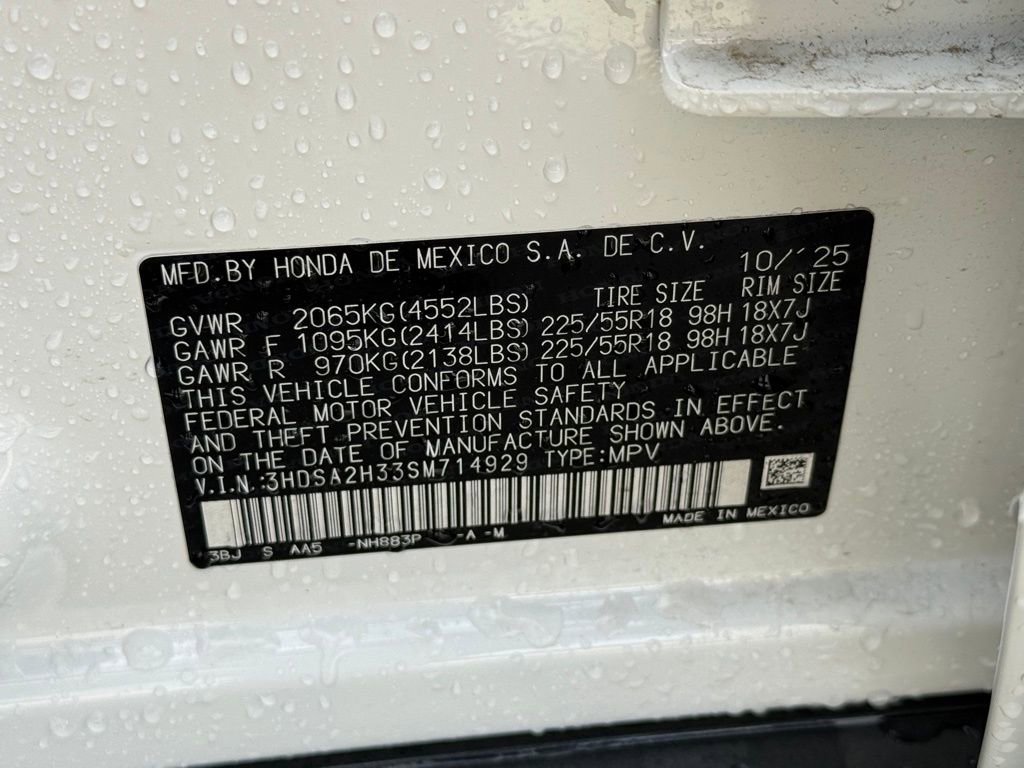 MFD. BY HONDA DE MEXICO S.A. DE C.V. 10/'25
TIRE SIZE RIM SIZE
GVWR 2065KG(4552LBS)
GAWR F 1095KG(2414LBS) 225/55R18 98H 18X7J
GAWR R 970KG(2138LBS) 225/55R18 98H 18X7J
THIS VEHICLE CONFORMS TO ALL APPLICABLE
FEDERAL MOTOR VEHICLE SAFETY
AND THEFT PREVENTION STANDARDS IN EFFECT
ON THE DATE OF MANUFACTURE SHOWN ABOVE.
V.I.N.:3HDSA2H33SM714929 TYPE:MPV
MADE IN MEXICO
3BJ S AA5 -NH883P -A -M